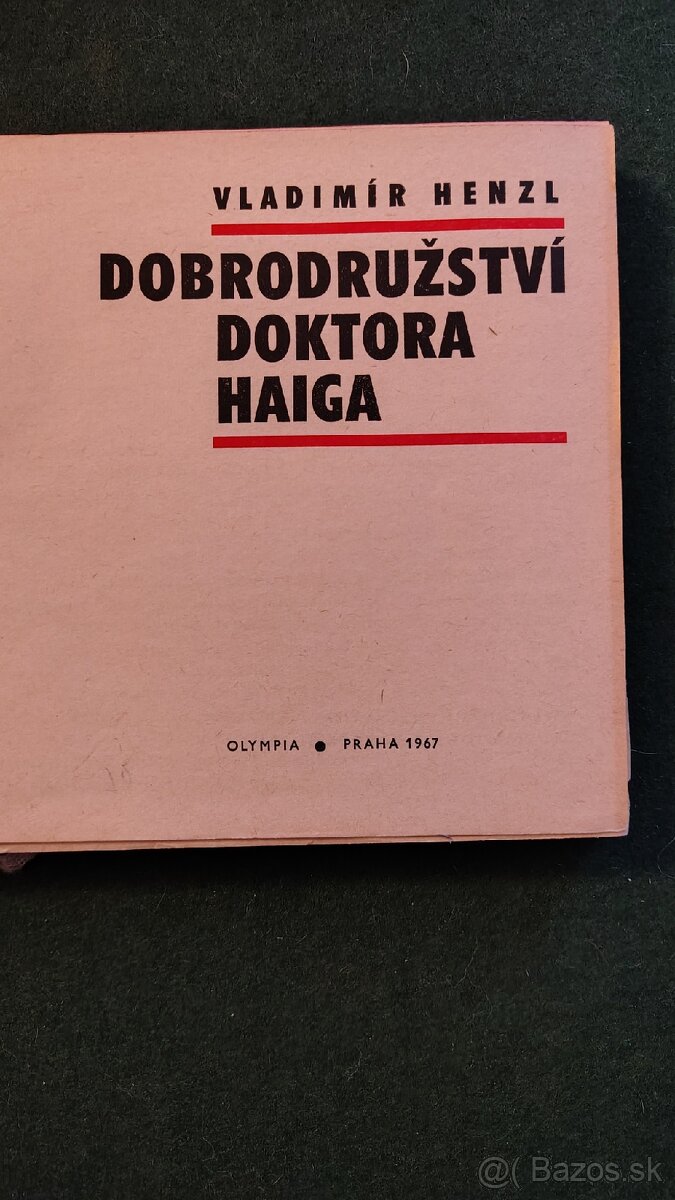 VLADIMÍR HENZL
DOBRODRUŽSTVÍ
DOKTORA
HAIGA
OLYMPIA ● PRAHA 1967
@( Bazos.sk